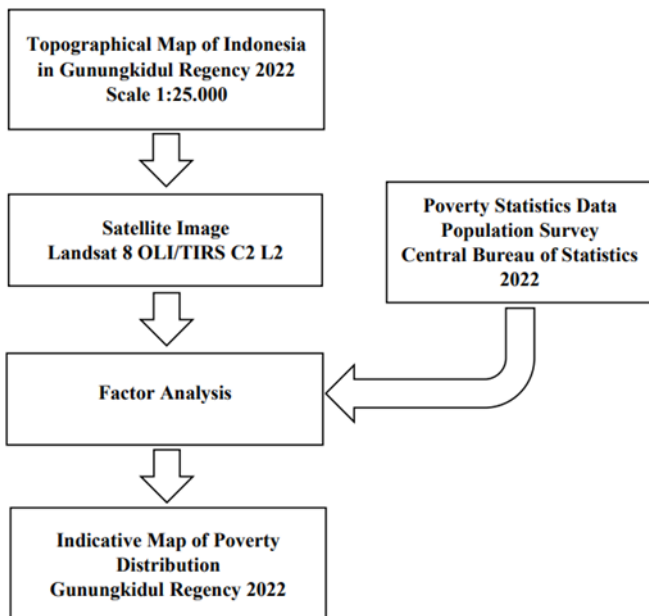 Topographical Map of Indonesia
in Gunungkidul Regency 2022
Scale 1:25.000
Satellite Image
Landsat 8 OLI/TIRS C2 L2
Poverty Statistics Data
Population Survey
Central Bureau of Statistics
2022
Factor Analysis
Indicative Map of Poverty
Distribution
Gunungkidul Regency 2022